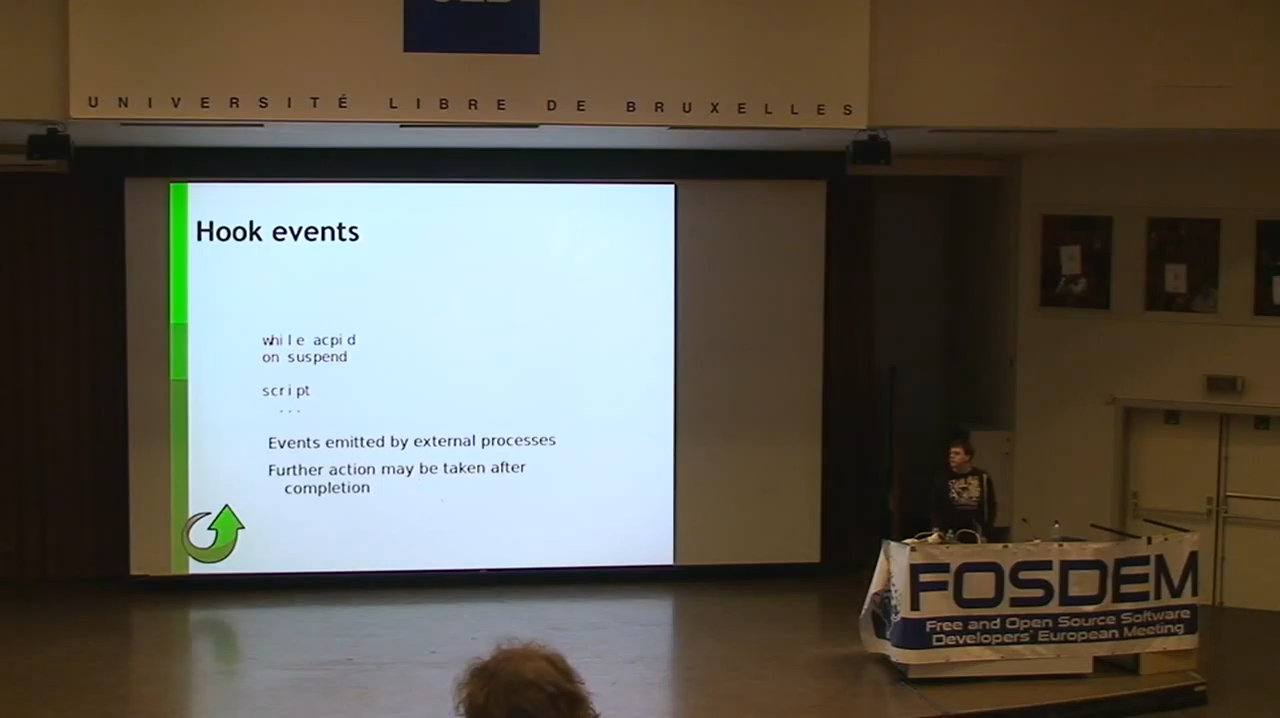 UNIVERSITÉ LIBRE DE BRUXELLES
Hook events
while acpid
on suspend
script
...
Events emitted by external processes
Further action may be taken after
completion
FOSDEM
Free and Open Source Software
Developers' European Meeting